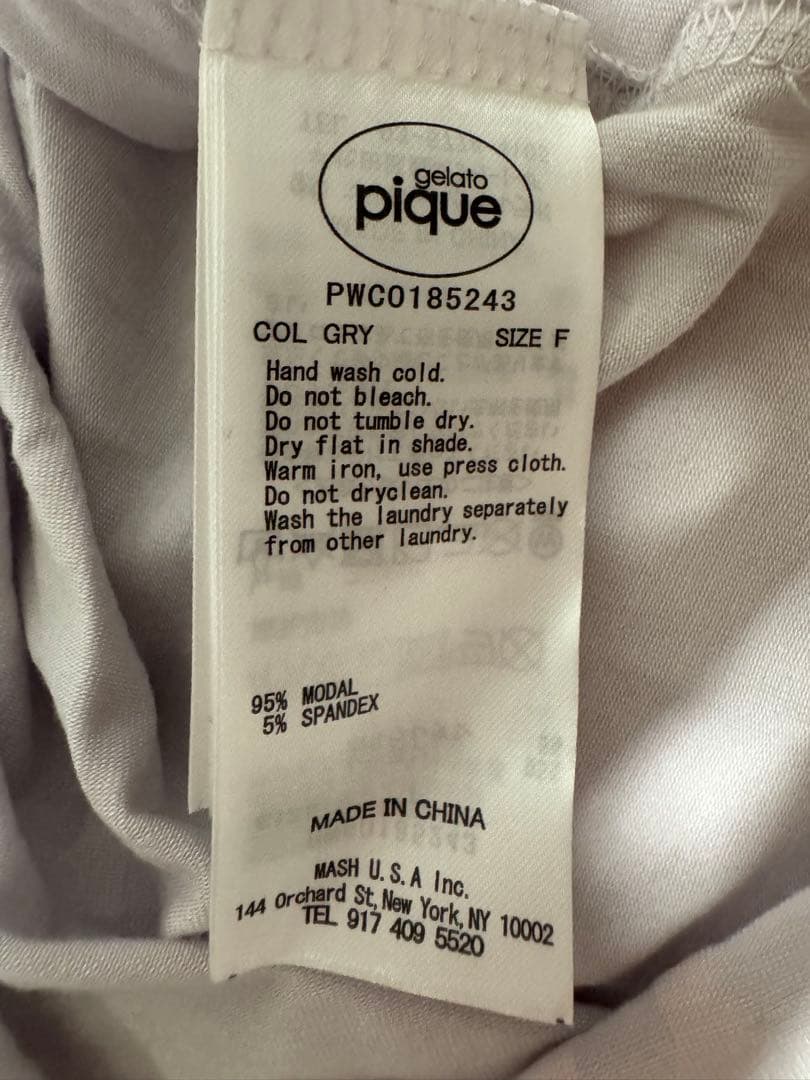 gelato
pique
PWCO185243
COL GRY SIZE F
Hand wash cold.
Do not bleach.
Do not tumble dry.
Dry flat in shade.
Warm iron, use press cloth.
Do not dryclean.
Wash the laundry separately
from other laundry.
95% MODAL
5% SPANDEX
MADE IN CHINA
MASH U.S.A Inc.
144 Orchard St, New York, NY 10002
TEL 917 409 5520